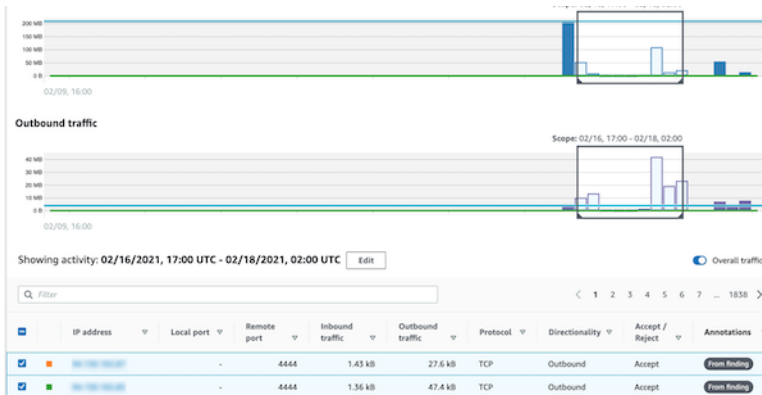 200 MB
150 MB
100 MB
50 MB
0 B
02/09, 16:00
Outbound traffic
Scope: 02/16, 17:00 - 02/18, 02:00
40 MB
30 MB
20 MB
10 MB
0 B
02/09, 16:00
Showing activity: 02/16/2021, 17:00 UTC - 02/18/2021, 02:00 UTC Edit Overall traffic
Filter < 1 2 3 4 5 6 7 ... 1838 >
IP address Local port Remote port Inbound traffic Outbound traffic Protocol Directionality Accept / Reject Annotations
- 4444 1.43 kB 27.6 kB TCP Outbound Accept From finding
- 4444 1.36 kB 47.4 kB TCP Outbound Accept From finding